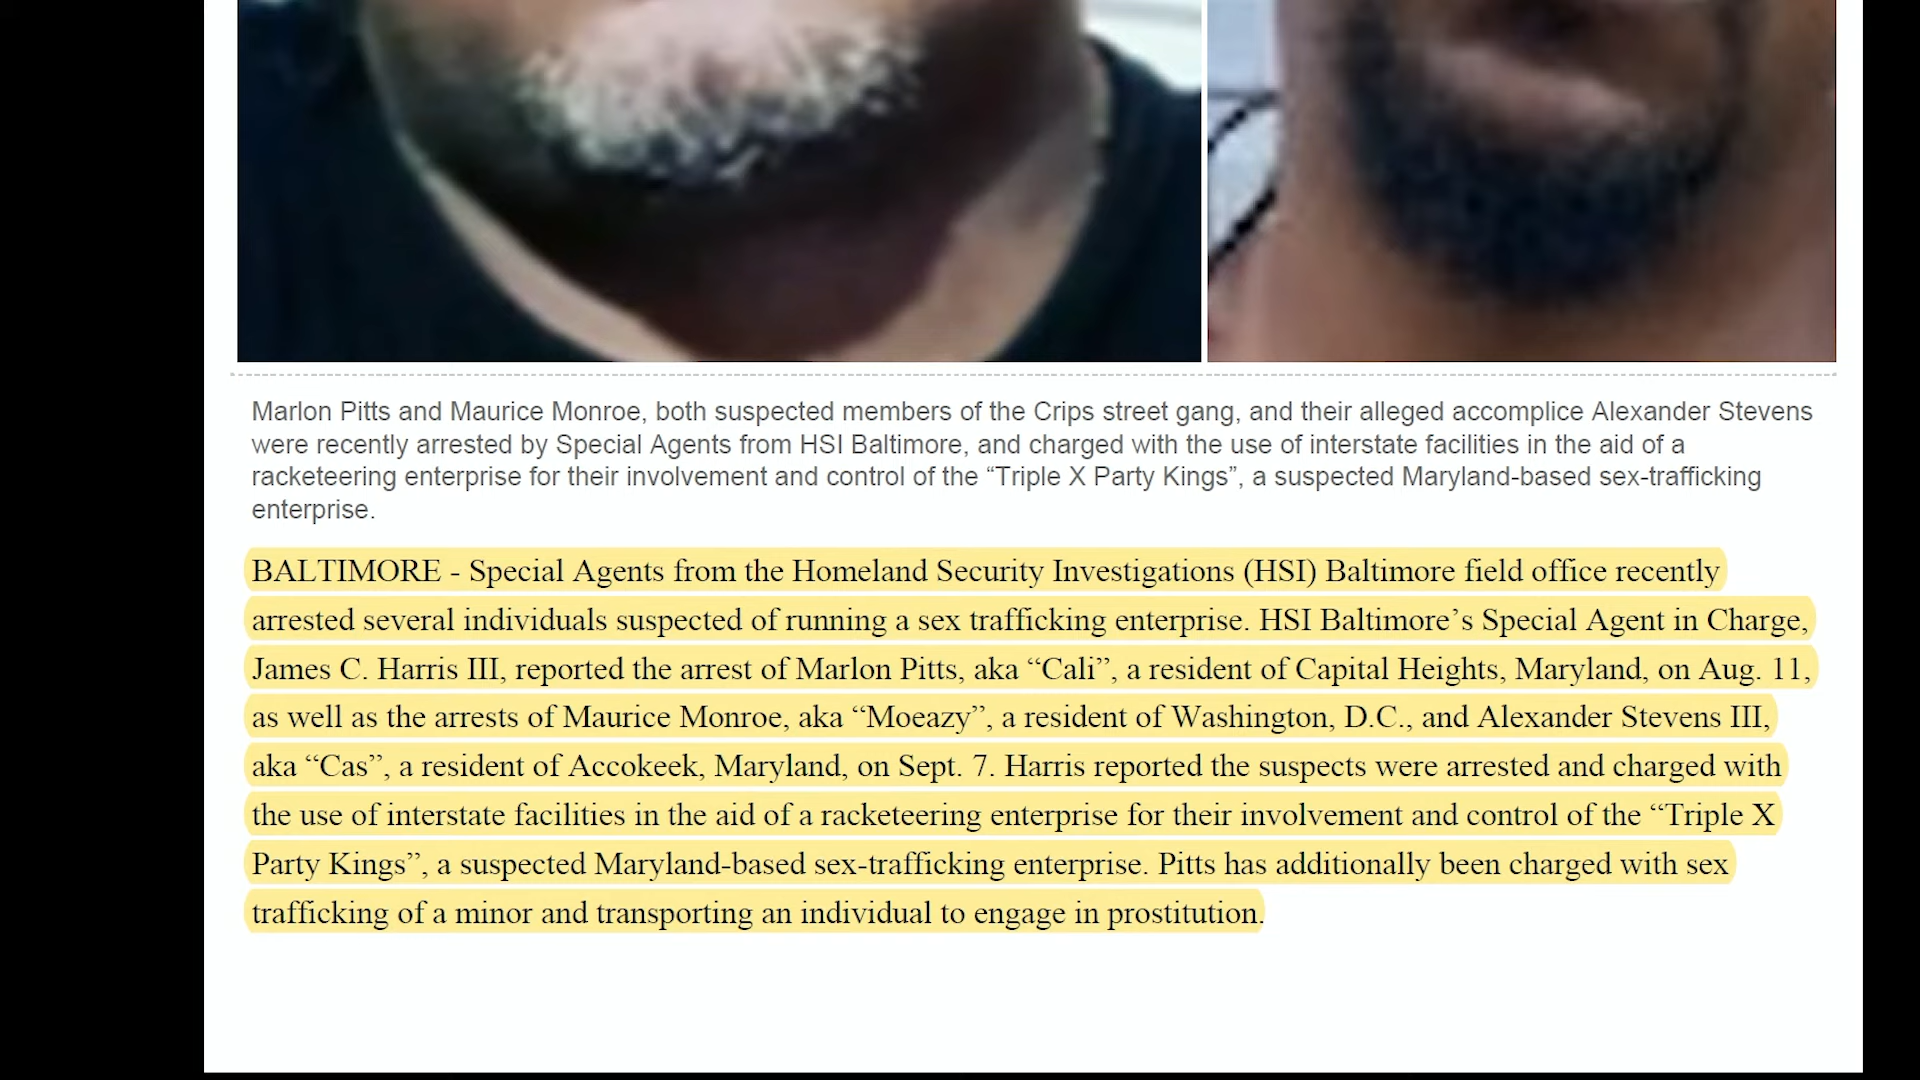 Marlon Pitts and Maurice Monroe, both suspected members of the Crips street gang, and their alleged accomplice Alexander Stevens
were recently arrested by Special Agents from HSI Baltimore, and charged with the use of interstate facilities in the aid of a
racketeering enterprise for their involvement and control of the “Triple X Party Kings”, a suspected Maryland-based sex-trafficking
enterprise.
BALTIMORE - Special Agents from the Homeland Security Investigations (HSI) Baltimore field office recently
arrested several individuals suspected of running a sex trafficking enterprise. HSI Baltimore’s Special Agent in Charge,
James C. Harris III, reported the arrest of Marlon Pitts, aka “Cali”, a resident of Capital Heights, Maryland, on Aug. 11,
as well as the arrests of Maurice Monroe, aka “Moeazy”, a resident of Washington, D.C., and Alexander Stevens III,
aka “Cas”, a resident of Accokeek, Maryland, on Sept. 7. Harris reported the suspects were arrested and charged with
the use of interstate facilities in the aid of a racketeering enterprise for their involvement and control of the “Triple X
Party Kings”, a suspected Maryland-based sex-trafficking enterprise. Pitts has additionally been charged with sex
trafficking of a minor and transporting an individual to engage in prostitution.